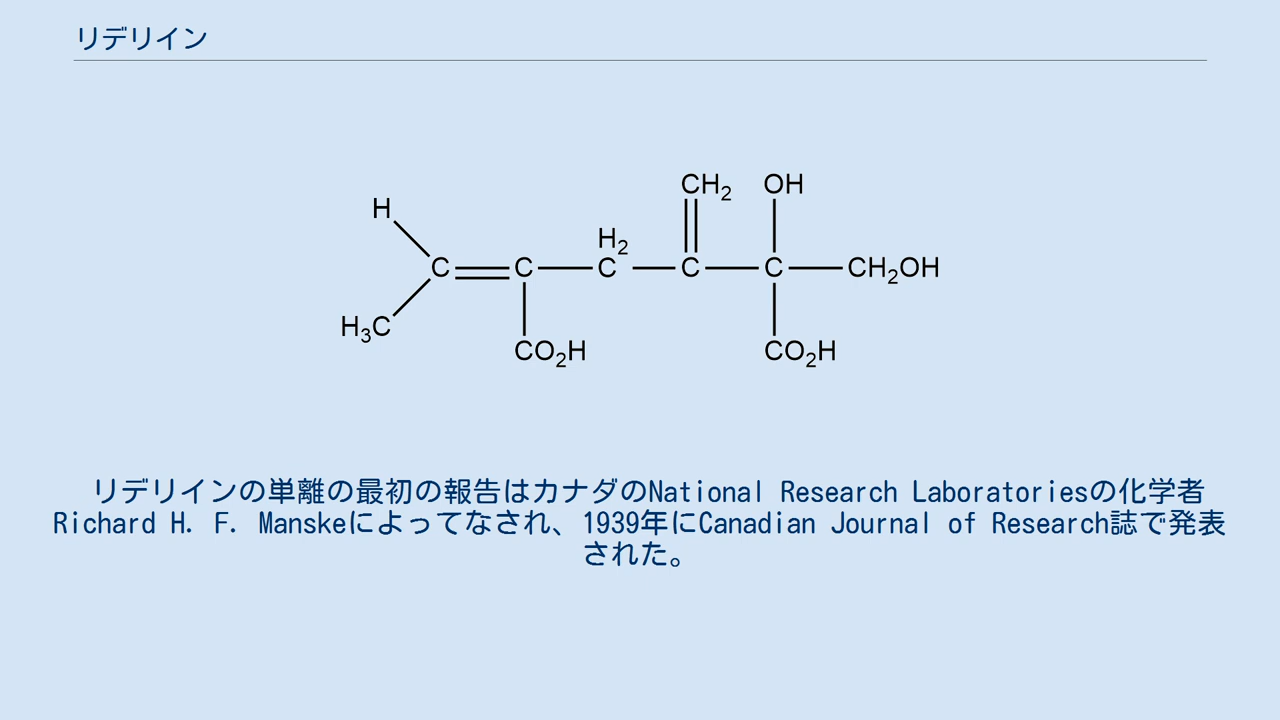 リデリイン
CH2 OH
H
H2
C C C C C CH2OH
H3C
CO2H CO2H
リデリインの単離の最初の報告はカナダのNational Research Laboratoriesの化学者
Richard H. F. Manskeによってなされ、1939年にCanadian Journal of Research誌で発表
された。